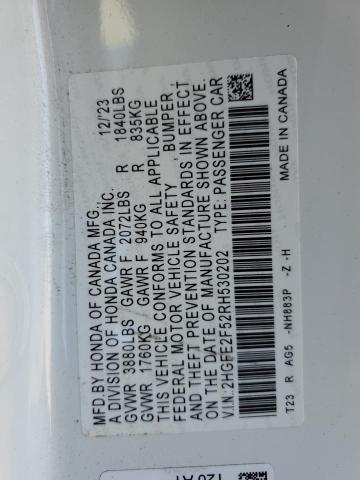 MFD.BY HONDA OF CANADA MFG., 12/'23
A DIVISION OF HONDA CANADA INC.
GVWR 3880LBS GAWR F 2072LBS R 1840LBS
GVWR 1760KG GAWR F 940KG R 835KG
THIS VEHICLE CONFORMS TO ALL APPLICABLE
FEDERAL MOTOR VEHICLE SAFETY, BUMPER,
AND THEFT PREVENTION STANDARDS IN EFFECT
ON THE DATE OF MANUFACTURE SHOWN ABOVE.
V.I.N:2HGFE2F52RH530202 TYPE: PASSENGER CAR
T23 R AG5 -NH883P -Z -H MADE IN CANADA